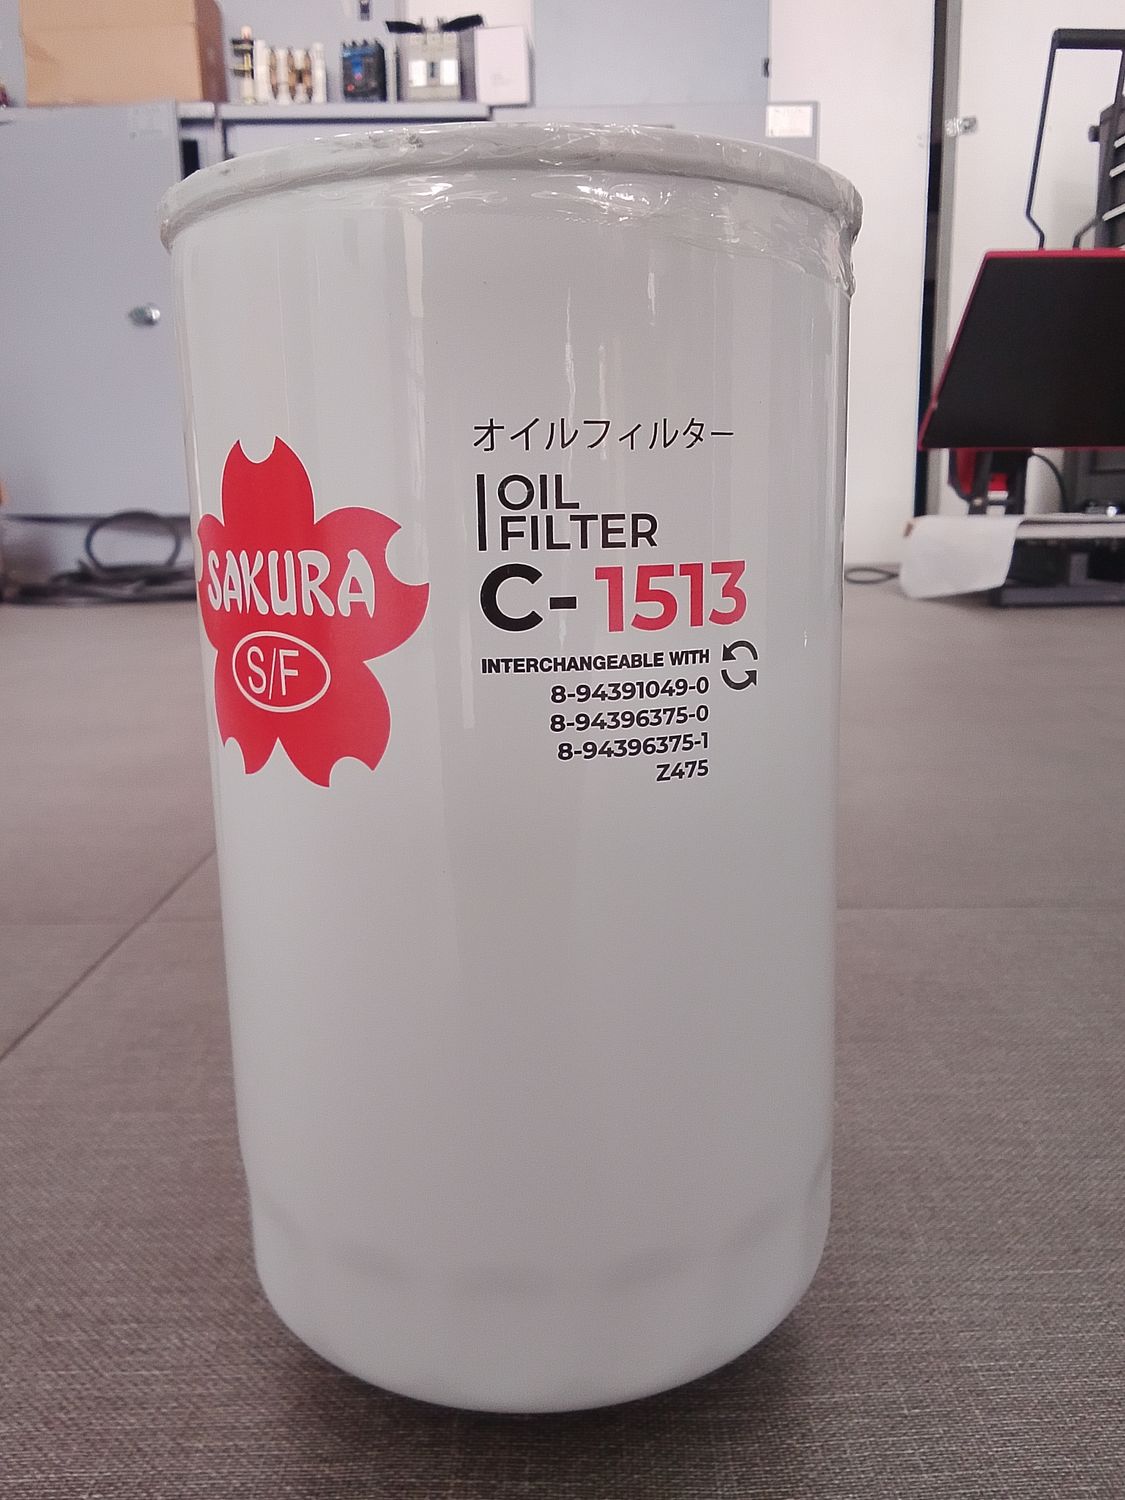 SAKURA
S/F
オイルフィルター
OIL
FILTER
C-1513
INTERCHANGEABLE WITH
8-94391049-0
8-94396375-0
8-94396375-1
Z475